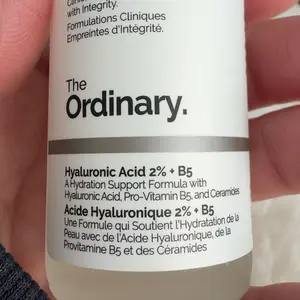 with Integrity.
Formulations Cliniques
Empreintes d'Intégrité.
The
Ordinary.
Hyaluronic Acid 2% + B5
A Hydration Support Formula with
Hyaluronic Acid, Pro-Vitamin B5, and Ceramides
Acide Hyaluronique 2% + B5
Une Formule qui Soutient l'Hydratation de la
Peau avec de l'Acide Hyaluronique, de la
Provitamine B5 et des Céramides